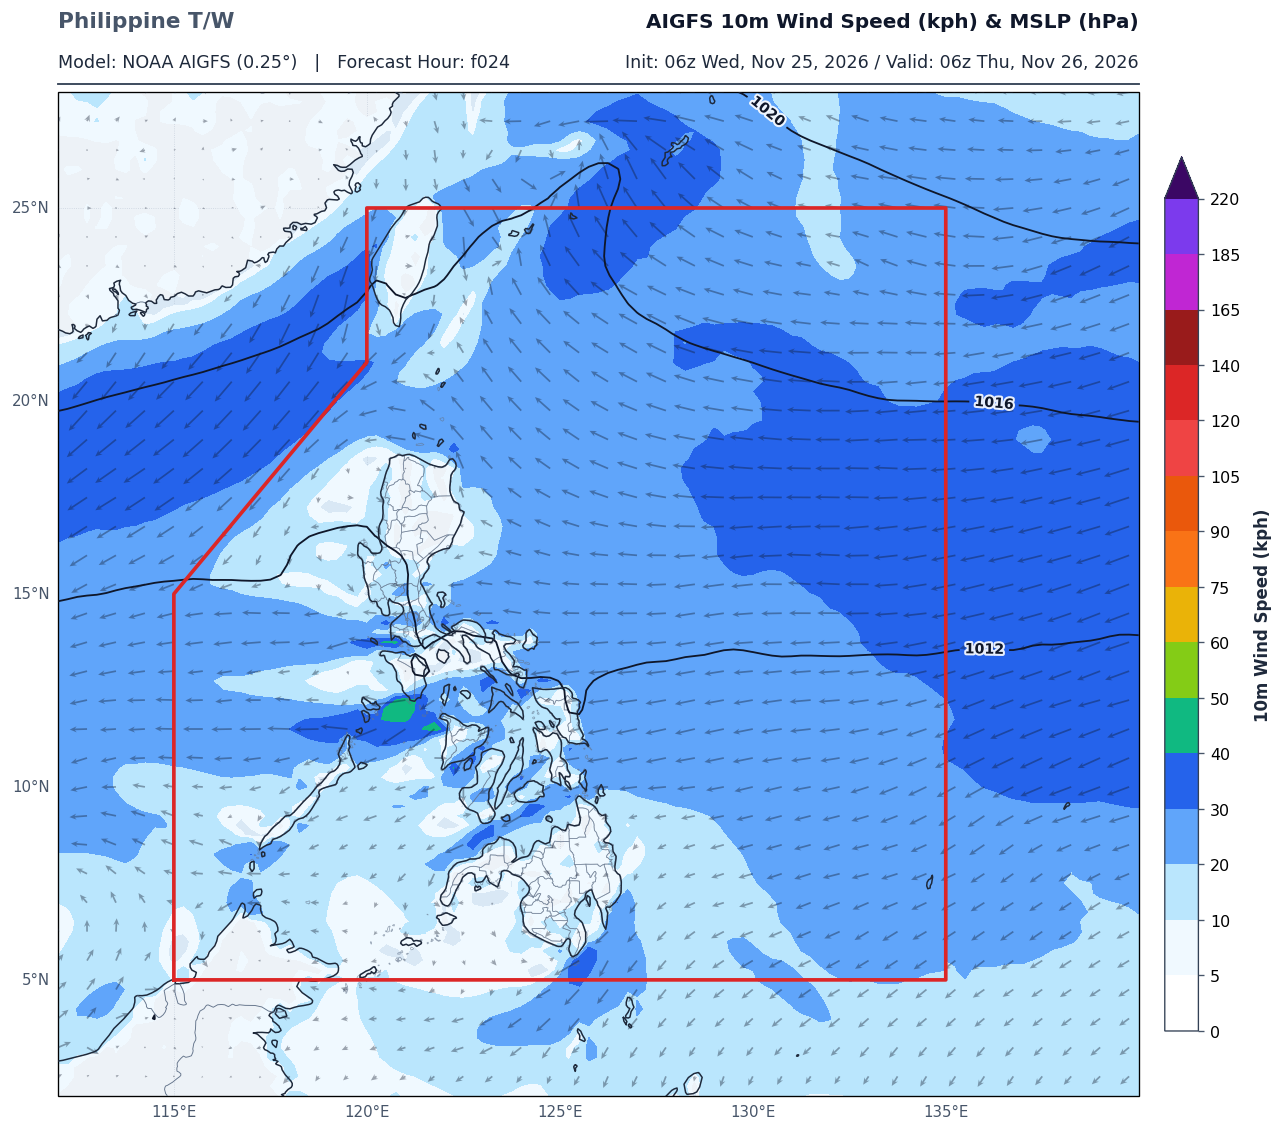 Philippine T/W
AIGFS 10m Wind Speed (kph) & MSLP (hPa)
Model: NOAA AIGFS (0.25°)   |   Forecast Hour: f024
Init: 06z Wed, Nov 25, 2026 / Valid: 06z Thu, Nov 26, 2026
1020
1016
1012
25°N
20°N
15°N
10°N
5°N
115°E
120°E
125°E
130°E
135°E
220
185
165
140
120
105
90
75
60
50
40
30
20
10
5
0
10m Wind Speed (kph)